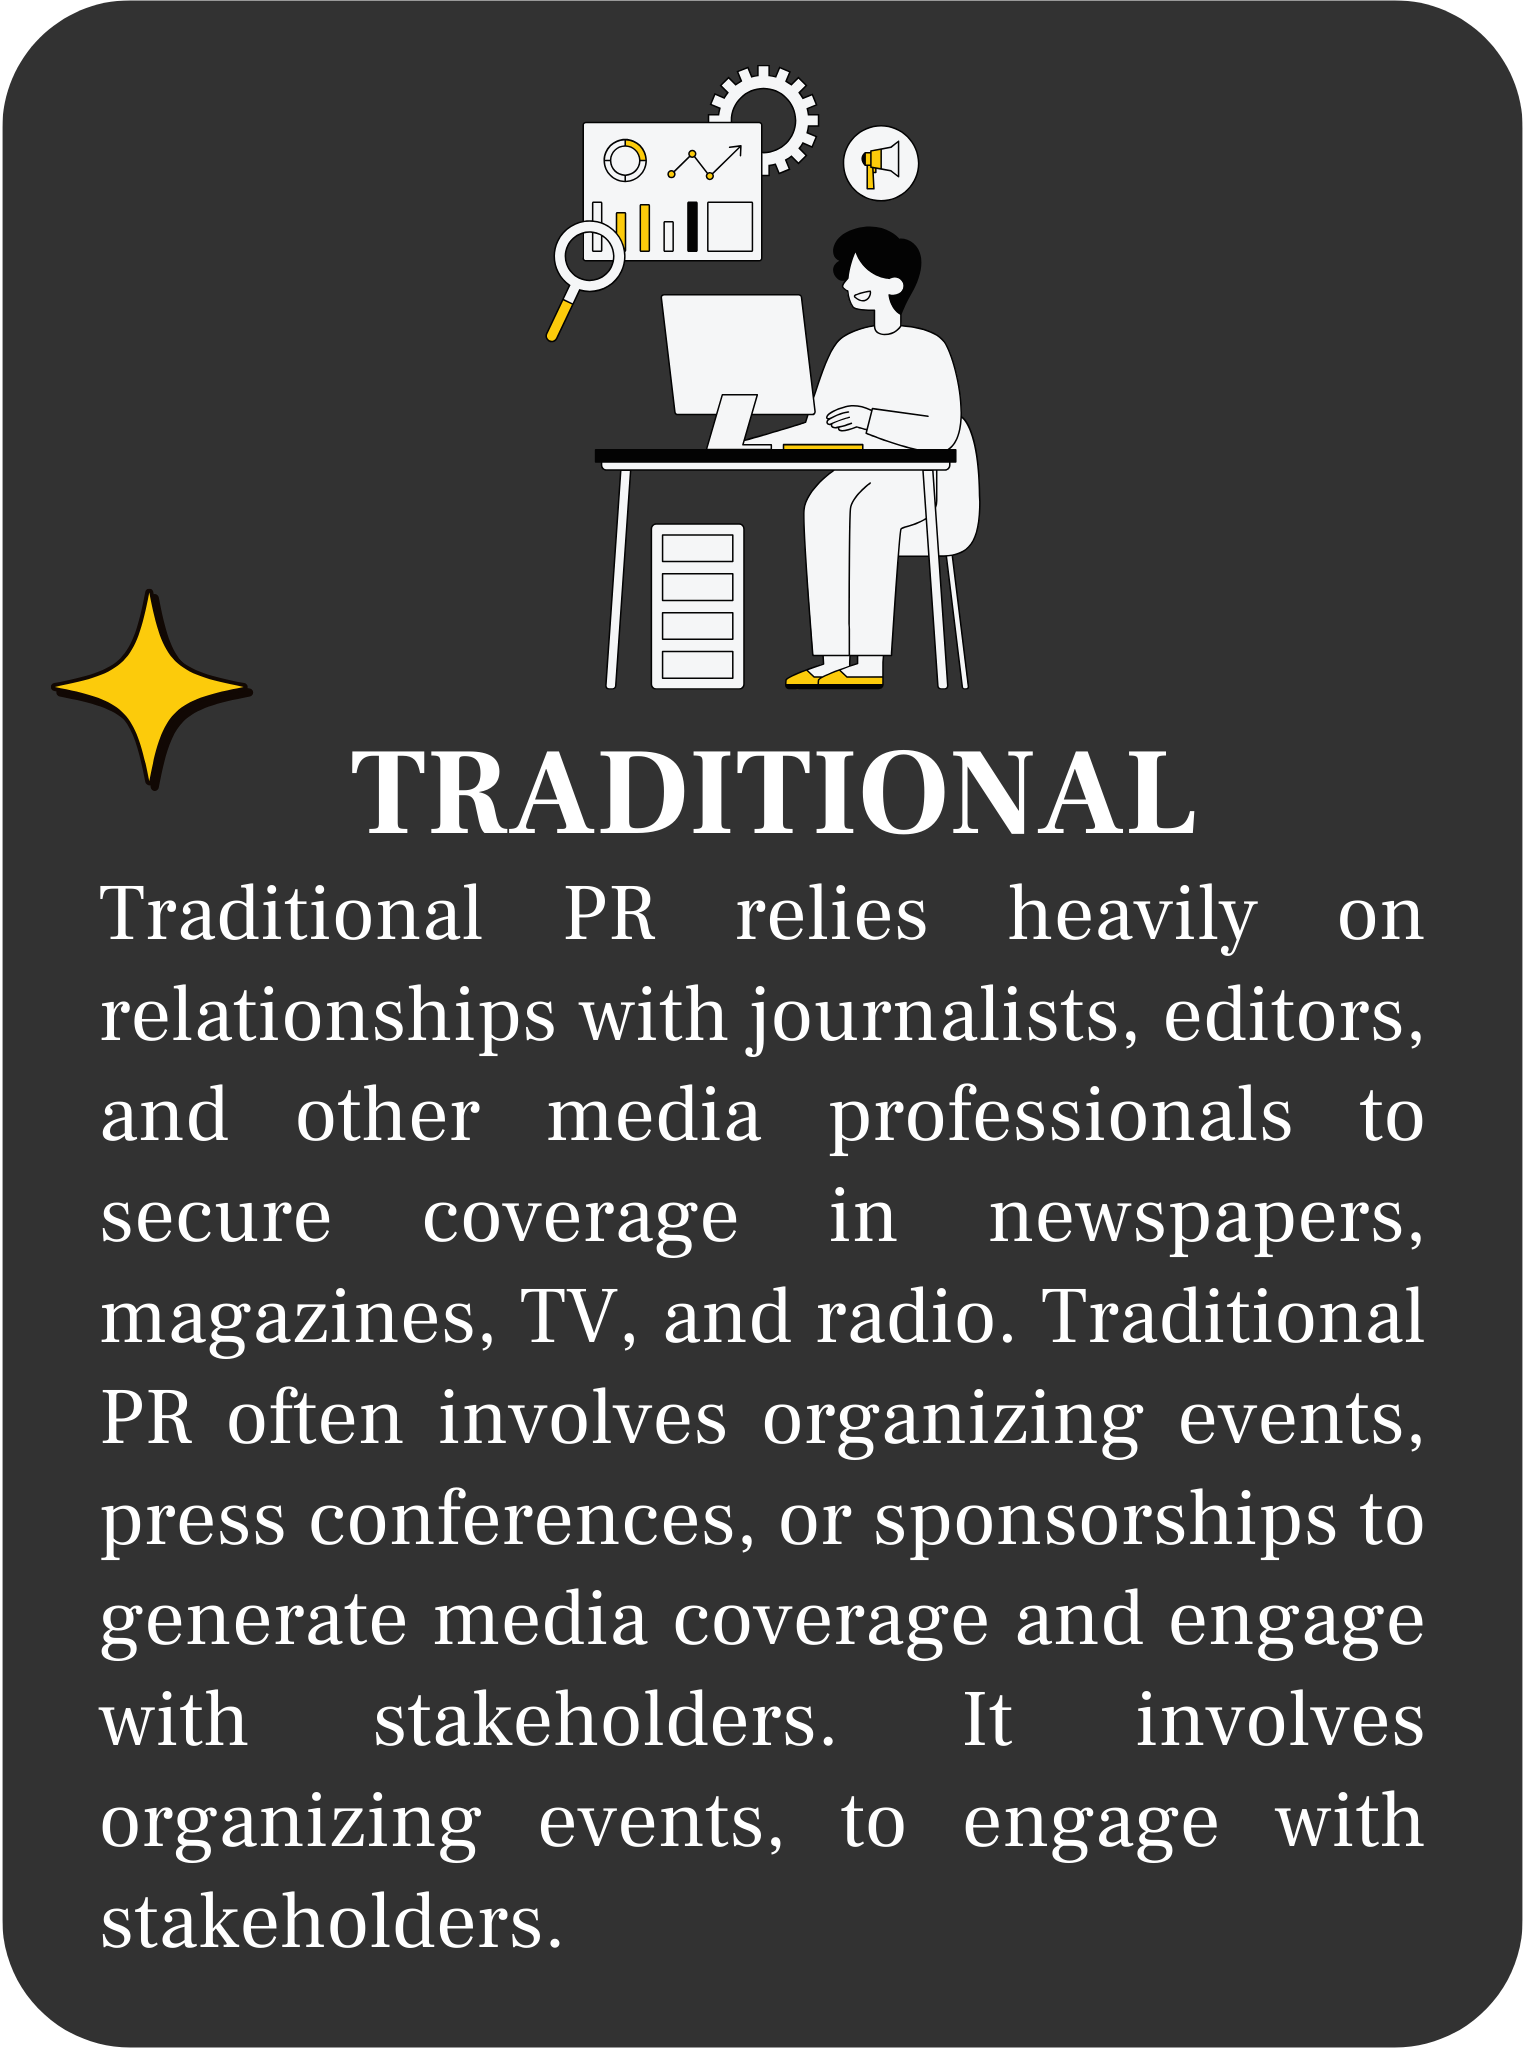 TRADITIONAL
Traditional PR relies heavily on
relationships with journalists, editors,
and other media professionals to
secure coverage in newspapers,
magazines, TV, and radio. Traditional
PR often involves organizing events,
press conferences, or sponsorships to
generate media coverage and engage
with stakeholders. It involves
organizing events, to engage with
stakeholders.